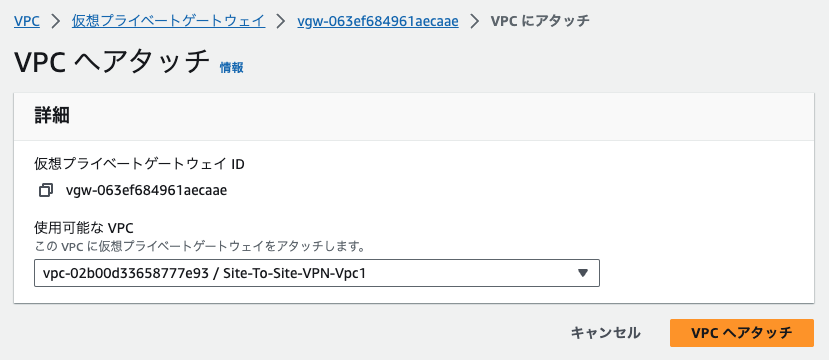 VPC > 仮想プライベートゲートウェイ > vgw-063ef684961aecaae > VPC にアタッチ
VPC へアタッチ 情報
詳細
仮想プライベートゲートウェイ ID
vgw-063ef684961aecaae
使用可能な VPC
この VPC に仮想プライベートゲートウェイをアタッチします。
vpc-02b00d33658777e93 / Site-To-Site-VPN-Vpc1
キャンセル VPC へアタッチ